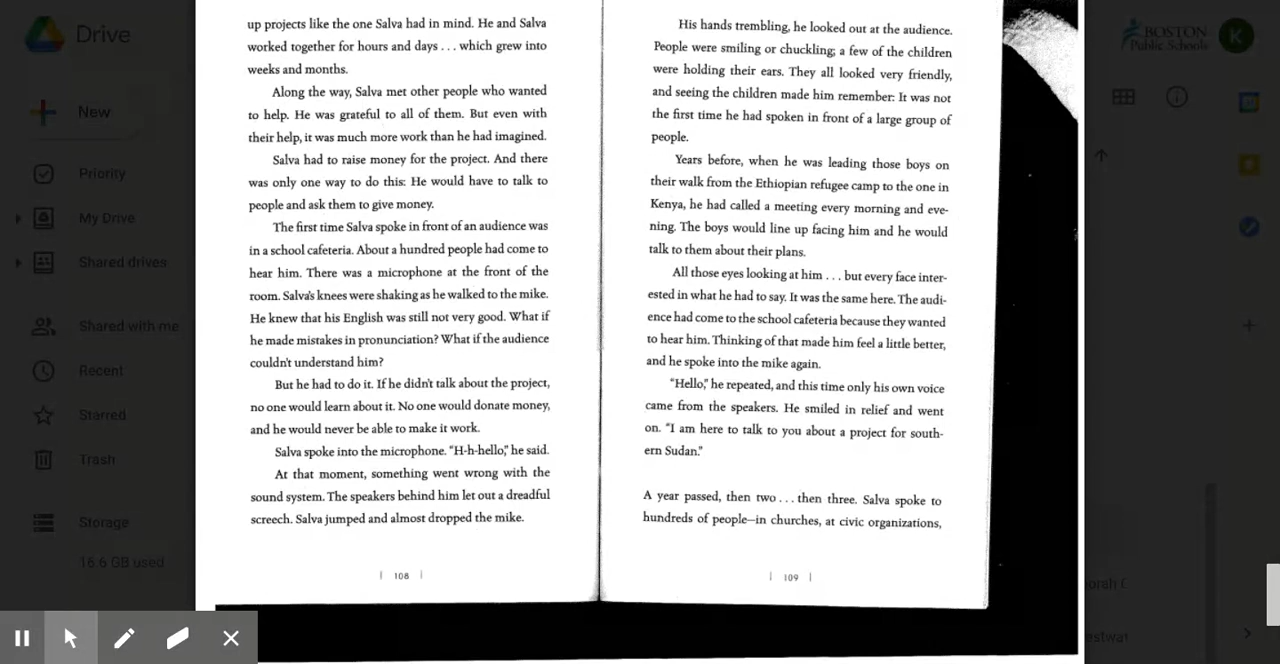 Drive
New
Priority
My Drive
Shared drives
Shared with me
Recent
Starred
Trash
Storage
16.6 GB used
up projects like the one Salva had in mind. He and Salva
worked together for hours and days . . . which grew into
weeks and months.
Along the way, Salva met other people who wanted
to help. He was grateful to all of them. But even with
their help, it was much more work than he had imagined.
Salva had to raise money for the project. And there
was only one way to do this: He would have to talk to
people and ask them to give money.
The first time Salva spoke in front of an audience was
in a school cafeteria. About a hundred people had come to
hear him. There was a microphone at the front of the
room. Salva's knees were shaking as he walked to the mike.
He knew that his English was still not very good. What if
he made mistakes in pronunciation? What if the audience
couldn't understand him?
But he had to do it. If he didn't talk about the project,
no one would learn about it. No one would donate money,
and he would never be able to make it work.
Salva spoke into the microphone. "H-h-hello," he said.
At that moment, something went wrong with the
sound system. The speakers behind him let out a dreadful
screech. Salva jumped and almost dropped the mike.
| 108 |
His hands trembling, he looked out at the audience.
People were smiling or chuckling; a few of the children
were holding their ears. They all looked very friendly,
and seeing the children made him remember: It was not
the first time he had spoken in front of a large group of
people.
Years before, when he was leading those boys on
their walk from the Ethiopian refugee camp to the one in
Kenya, he had called a meeting every morning and eve-
ning. The boys would line up facing him and he would
talk to them about their plans.
All those eyes looking at him . . . but every face inter-
ested in what he had to say. It was the same here. The audi-
ence had come to the school cafeteria because they wanted
to hear him. Thinking of that made him feel a little better,
and he spoke into the mike again.
"Hello," he repeated, and this time only his own voice
came from the speakers. He smiled in relief and went
on. "I am here to talk to you about a project for south-
ern Sudan."
A year passed, then two . . . then three. Salva spoke to
hundreds of people—in churches, at civic organizations,
| 109 |
BOSTON
Public Schools
K